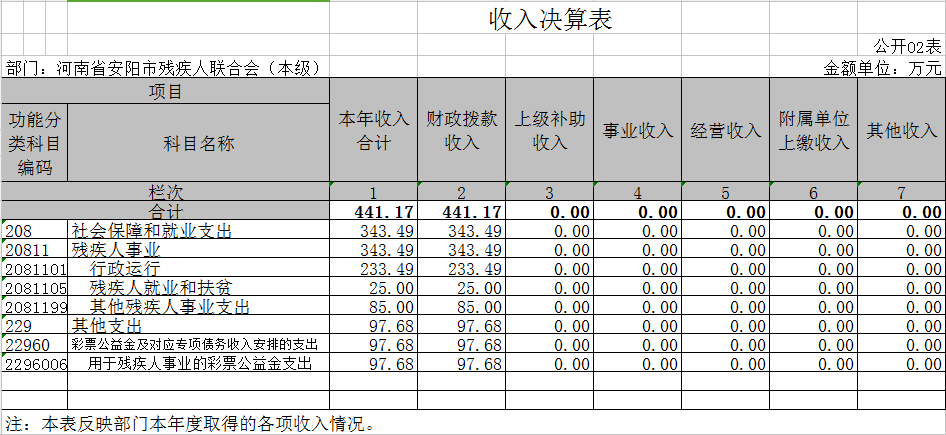 收入决算表
公开02表
部门：河南省安阳市残疾人联合会（本级） 金额单位：万元
项目 本年收入合计 财政拨款收入 上级补助收入 事业收入 经营收入 附属单位上缴收入 其他收入
功能分类科目编码 科目名称
栏次 1 2 3 4 5 6 7
合计 441.17 441.17 0.00 0.00 0.00 0.00 0.00
208 社会保障和就业支出 343.49 343.49 0.00 0.00 0.00 0.00 0.00
20811 残疾人事业 343.49 343.49 0.00 0.00 0.00 0.00 0.00
2081101 行政运行 233.49 233.49 0.00 0.00 0.00 0.00 0.00
2081105 残疾人就业和扶贫 25.00 25.00 0.00 0.00 0.00 0.00 0.00
2081199 其他残疾人事业支出 85.00 85.00 0.00 0.00 0.00 0.00 0.00
229 其他支出 97.68 97.68 0.00 0.00 0.00 0.00 0.00
22960 彩票公益金及对应专项债务收入安排的支出 97.68 97.68 0.00 0.00 0.00 0.00 0.00
2296006 用于残疾人事业的彩票公益金支出 97.68 97.68 0.00 0.00 0.00 0.00 0.00
注：本表反映部门本年度取得的各项收入情况。